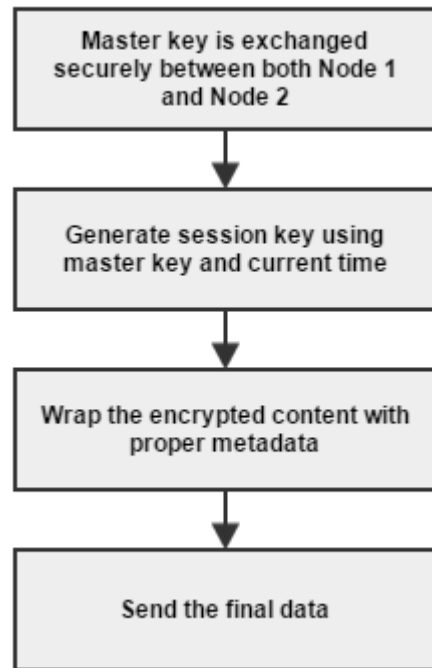 Master key is exchanged
securely between both Node 1
and Node 2
Generate session key using
master key and current time
Wrap the encrypted content with
proper metadata
Send the final data